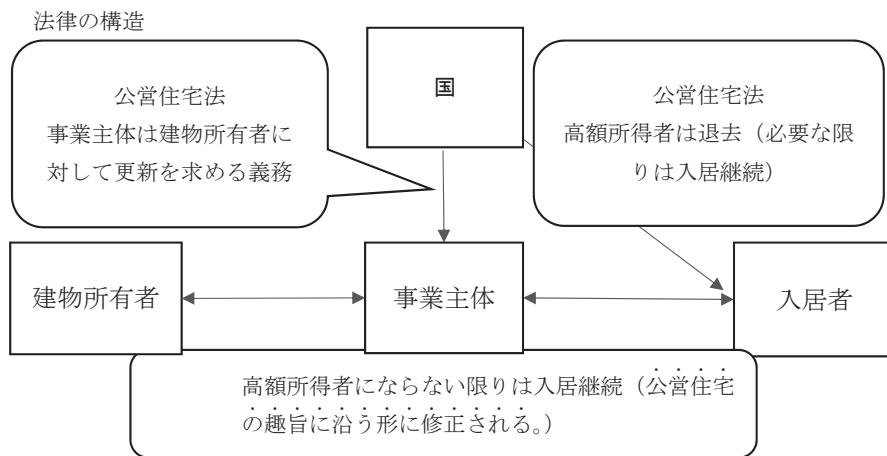 法律の構造
公営住宅法
事業主体は建物所有者に
対して更新を求める義務
国
公営住宅法
高額所得者は退去（必要な限
りは入居継続）
建物所有者
事業主体
入居者
高額所得者にならない限りは入居継続（公営住宅
の趣旨に沿う形に修正される。）